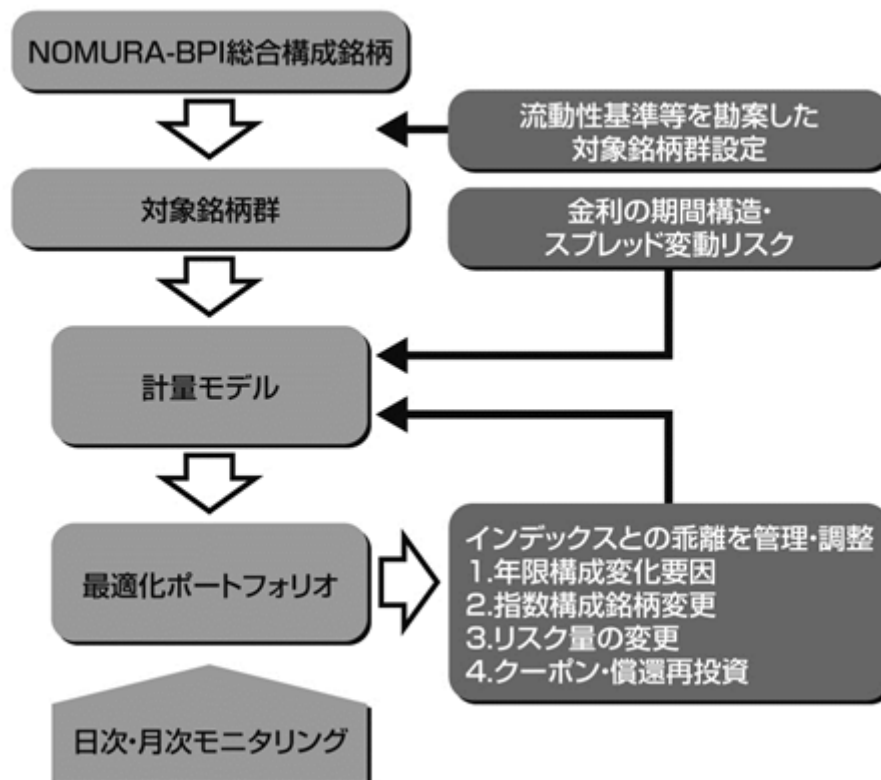 NOMURA-BPI総合構成銘柄
流動性基準等を勘案した
対象銘柄群設定
対象銘柄群
金利の期間構造・
スプレッド変動リスク
計量モデル
最適化ポートフォリオ
インデックスとの乖離を管理・調整
1.年限構成変化要因
2.指数構成銘柄変更
3.リスク量の変更
4.クーポン・償還再投資
日次・月次モニタリング